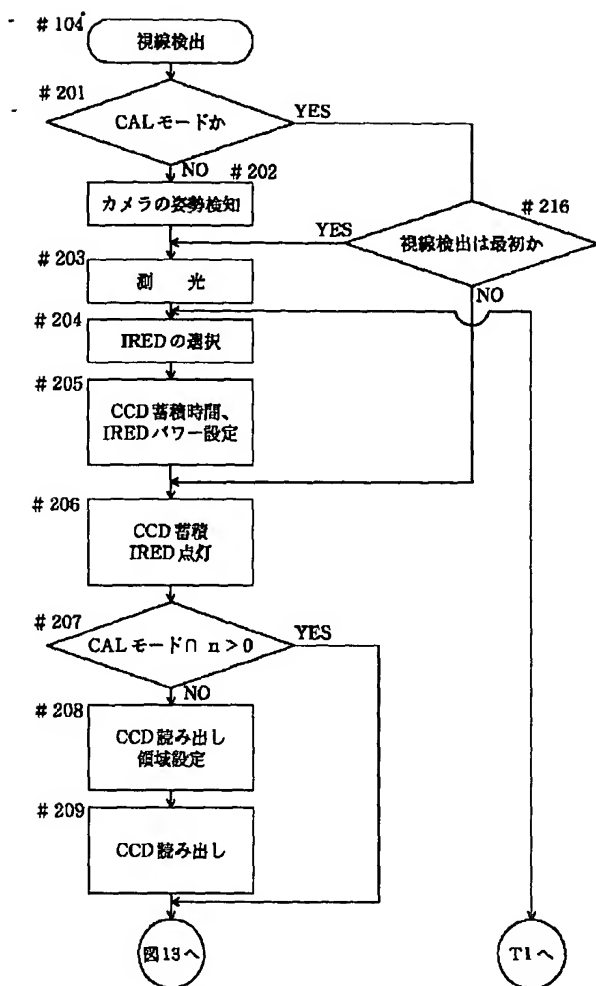 # 104
視線検出
# 201
CALモードか
YES
NO
# 202
カメラの姿勢検知
YES
# 216
視線検出は最初か
NO
# 203
測 光
# 204
IREDの選択
# 205
CCD蓄積時間、
IREDパワー設定
# 206
CCD蓄積
IRED点灯
# 207
CALモード∩ n>0
YES
NO
# 208
CCD読み出し
領域設定
# 209
CCD読み出し
図13へ
T1へ